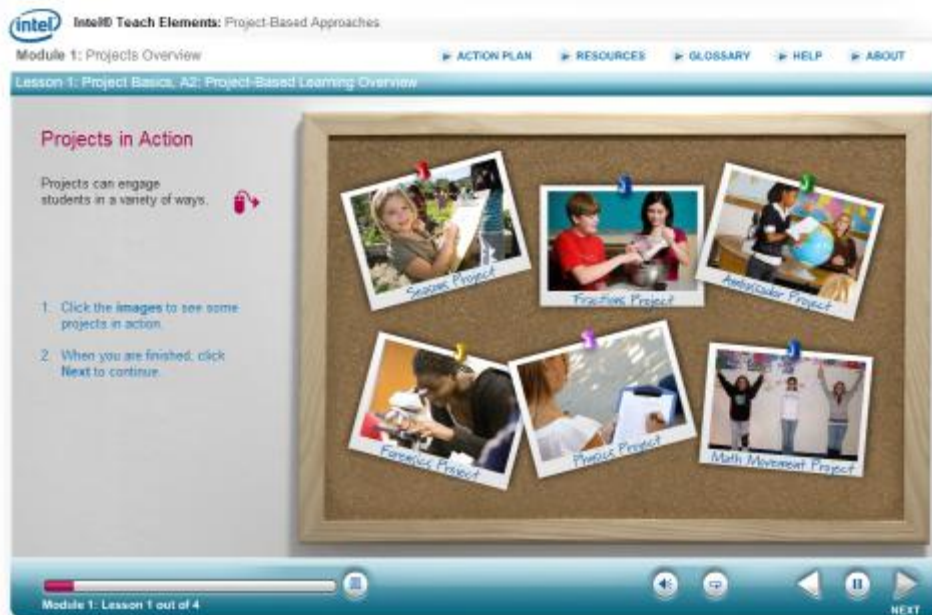 intel
Intel® Teach Elements: Project-Based Approaches
Module 1: Projects Overview
ACTION PLAN
RESOURCES
GLOSSARY
HELP
ABOUT
Lesson 1: Project Basics, A2: Project-Based Learning Overview
Projects in Action
Projects can engage
students in a variety of ways.
1. Click the images to see some
projects in action.
2. When you are finished, click
Next to continue.
Seasons Project
Fractions Project
Ambassador Project
Forensics Project
Physics Project
Math Movement Project
Module 1: Lesson 1 out of 4
NEXT